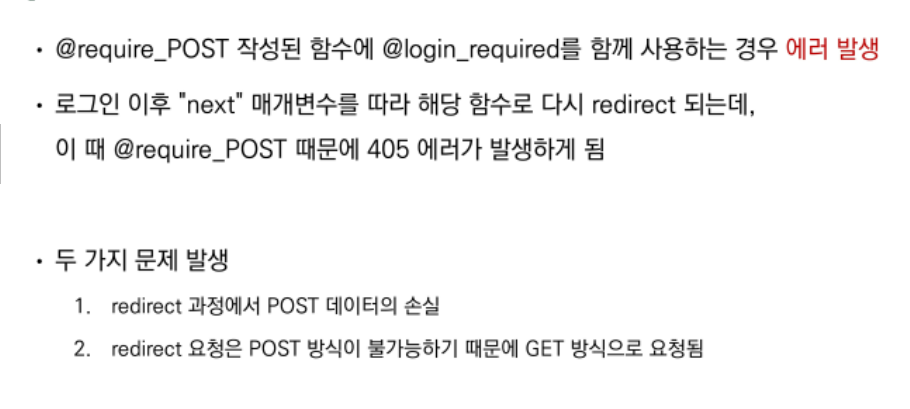 • @require_POST 작성된 함수에 @login_required를 함께 사용하는 경우 에러 발생
• 로그인 이후 "next" 매개변수를 따라 해당 함수로 다시 redirect 되는데,
이 때 @require_POST 때문에 405 에러가 발생하게 됨
• 두 가지 문제 발생
1. redirect 과정에서 POST 데이터의 손실
2. redirect 요청은 POST 방식이 불가능하기 때문에 GET 방식으로 요청됨